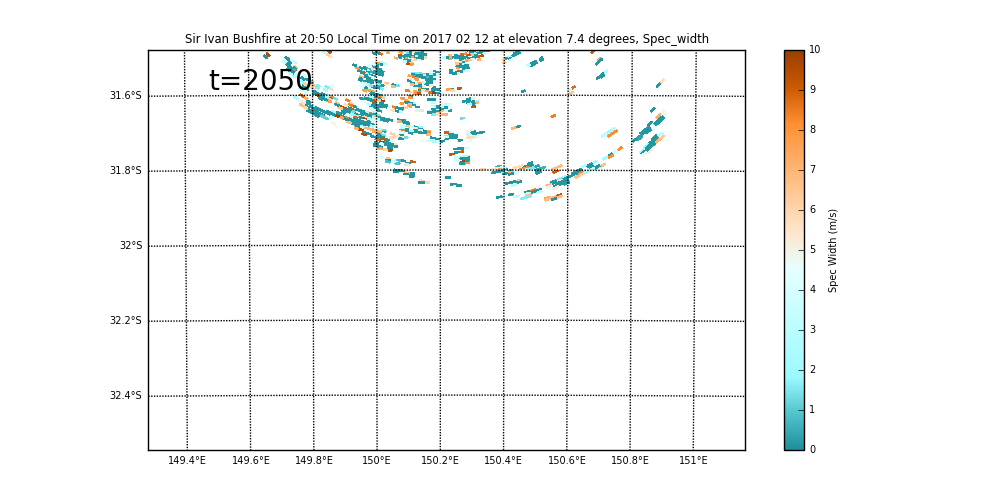 Sir Ivan Bushfire at 20:50 Local Time on 2017 02 12 at elevation 7.4 degrees, Spec_width
t=2050
31.6°S
31.8°S
32°S
32.2°S
32.4°S
149.4°E 149.6°E 149.8°E 150°E 150.2°E 150.4°E 150.6°E 150.8°E 151°E
10
9
8
7
6
5
4
3
2
1
0
Spec Width (m/s)